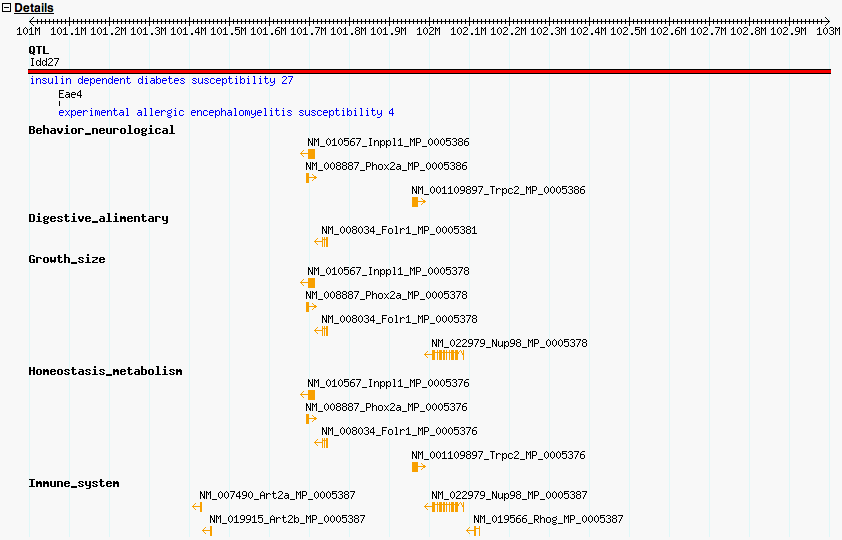 Details
101M 101.1M 101.2M 101.3M 101.4M 101.5M 101.6M 101.7M 101.8M 101.9M 102M 102.1M 102.2M 102.3M 102.4M 102.5M 102.6M 102.7M 102.8M 102.9M 103M
QTL
Idd27
insulin dependent diabetes susceptibility 27
Eae4
experimental allergic encephalomyelitis susceptibility 4
Behavior_neurological
NM_010567_Inppl1_MP_0005386
NM_008887_Phox2a_MP_0005386
NM_001109897_Trpc2_MP_0005386
Digestive_alimentary
NM_008034_Folr1_MP_0005381
Growth_size
NM_010567_Inppl1_MP_0005378
NM_008887_Phox2a_MP_0005378
NM_008034_Folr1_MP_0005378
NM_022979_Nup98_MP_0005378
Homeostasis_metabolism
NM_010567_Inppl1_MP_0005376
NM_008887_Phox2a_MP_0005376
NM_008034_Folr1_MP_0005376
NM_001109897_Trpc2_MP_0005376
Immune_system
NM_007490_Art2a_MP_0005387 NM_022979_Nup98_MP_0005387
NM_019915_Art2b_MP_0005387 NM_019566_Rhog_MP_0005387